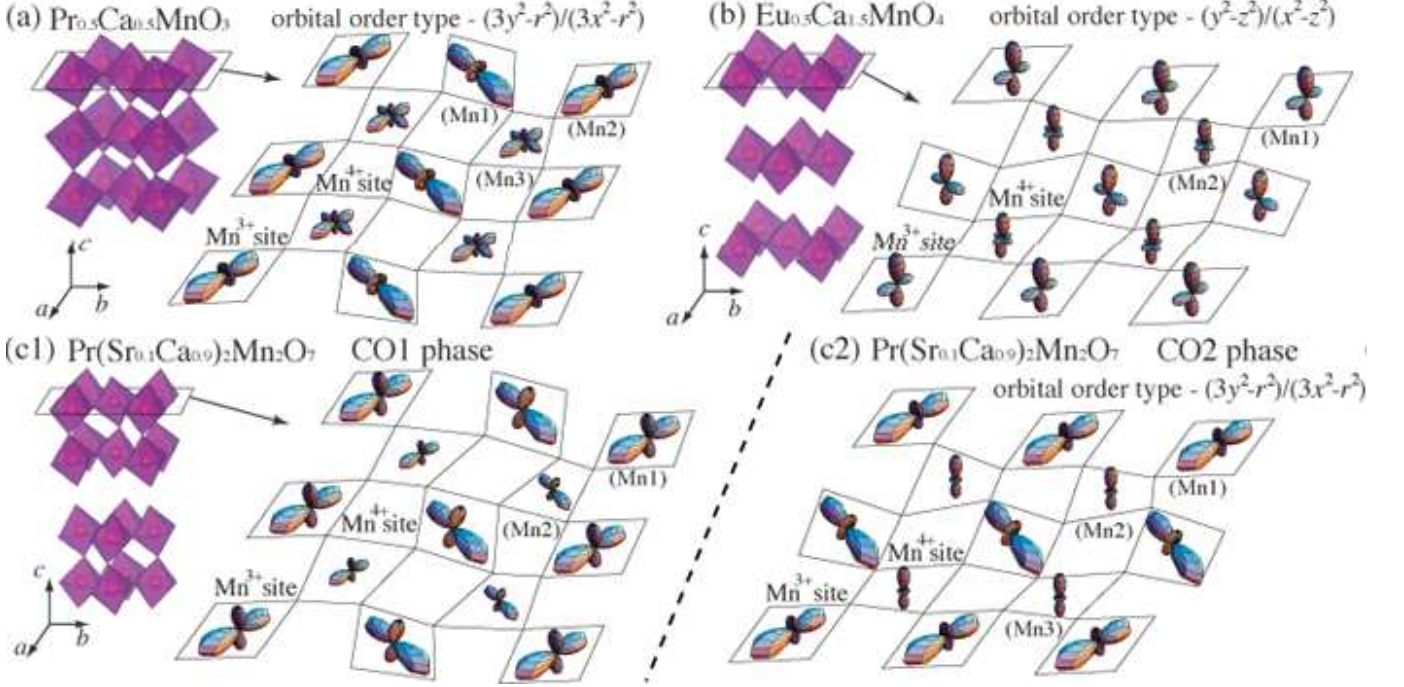 (a) Pr₀.₅Ca₀.₅MnO₃ orbital order type - (3y²-r²)/(3x²-r²)
(Mn1)
(Mn2)
(Mn3)
Mn⁴⁺site
Mn³⁺site
c
a
b
(b) Eu₀.₅Ca₁.₅MnO₄ orbital order type - (y²-z²)/(x²-z²)
(Mn1)
(Mn2)
Mn⁴⁺site
Mn³⁺site
c
a
b
(c1) Pr(Sr₀.₁Ca₀.₉)₂Mn₂O₇ CO1 phase
(Mn1)
(Mn2)
Mn⁴⁺site
Mn³⁺site
c
a
b
(c2) Pr(Sr₀.₁Ca₀.₉)₂Mn₂O₇ CO2 phase
orbital order type - (3y²-r²)/(3x²-r²)
(Mn1)
(Mn2)
Mn⁴⁺site
Mn³⁺site
(Mn3)